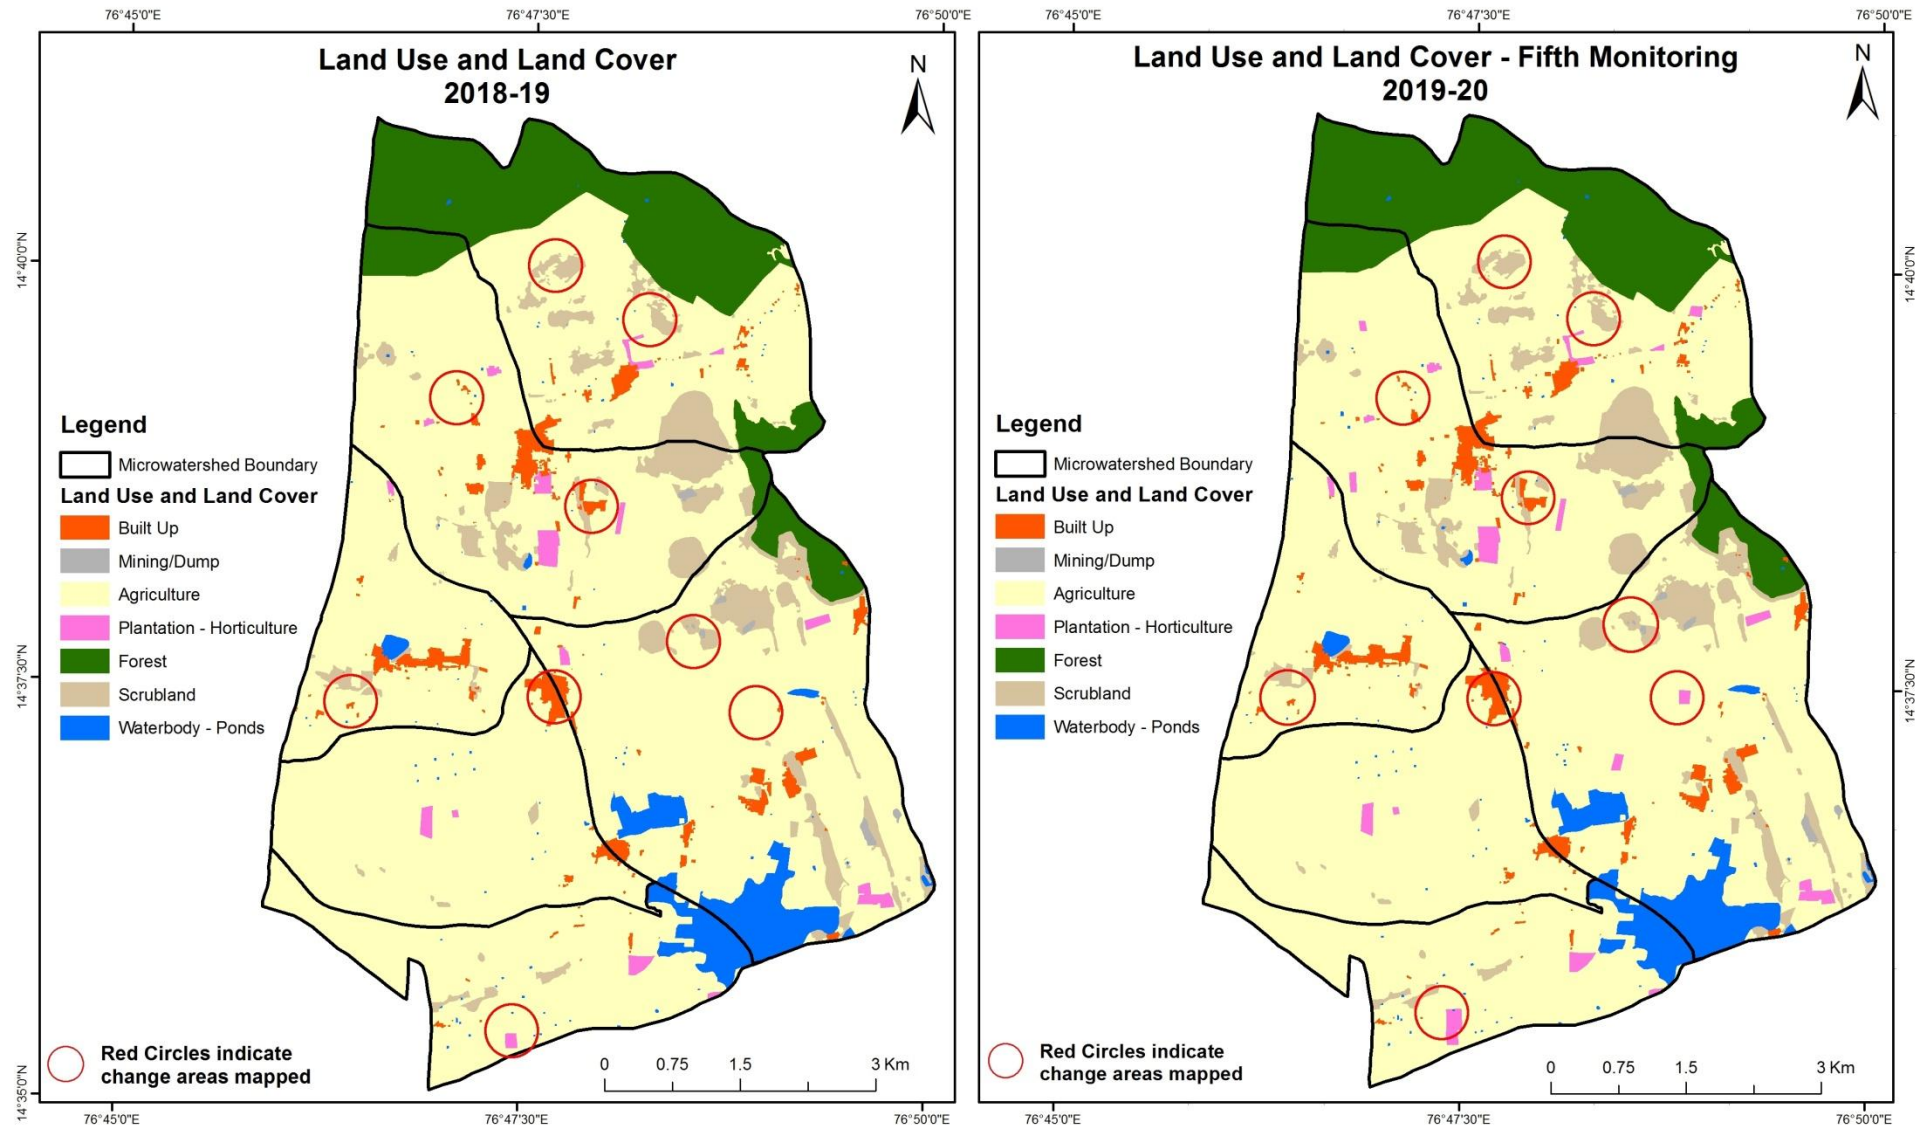 76°45'0"E
76°47'30"E
76°50'0"E
Land Use and Land Cover
2018-19
N
14°40'0"N
14°37'30"N
14°35'0"N
Legend
Microwatershed Boundary
Land Use and Land Cover
Built Up
Mining/Dump
Agriculture
Plantation - Horticulture
Forest
Scrubland
Waterbody - Ponds
Red Circles indicate
change areas mapped
0 0.75 1.5 3 Km
76°45'0"E
76°47'30"E
76°50'0"E
76°45'0"E
76°47'30"E
76°50'0"E
Land Use and Land Cover - Fifth Monitoring
2019-20
N
14°40'0"N
14°37'30"N
Legend
Microwatershed Boundary
Land Use and Land Cover
Built Up
Mining/Dump
Agriculture
Plantation - Horticulture
Forest
Scrubland
Waterbody - Ponds
Red Circles indicate
change areas mapped
0 0.75 1.5 3 Km
76°45'0"E
76°47'30"E
76°50'0"E